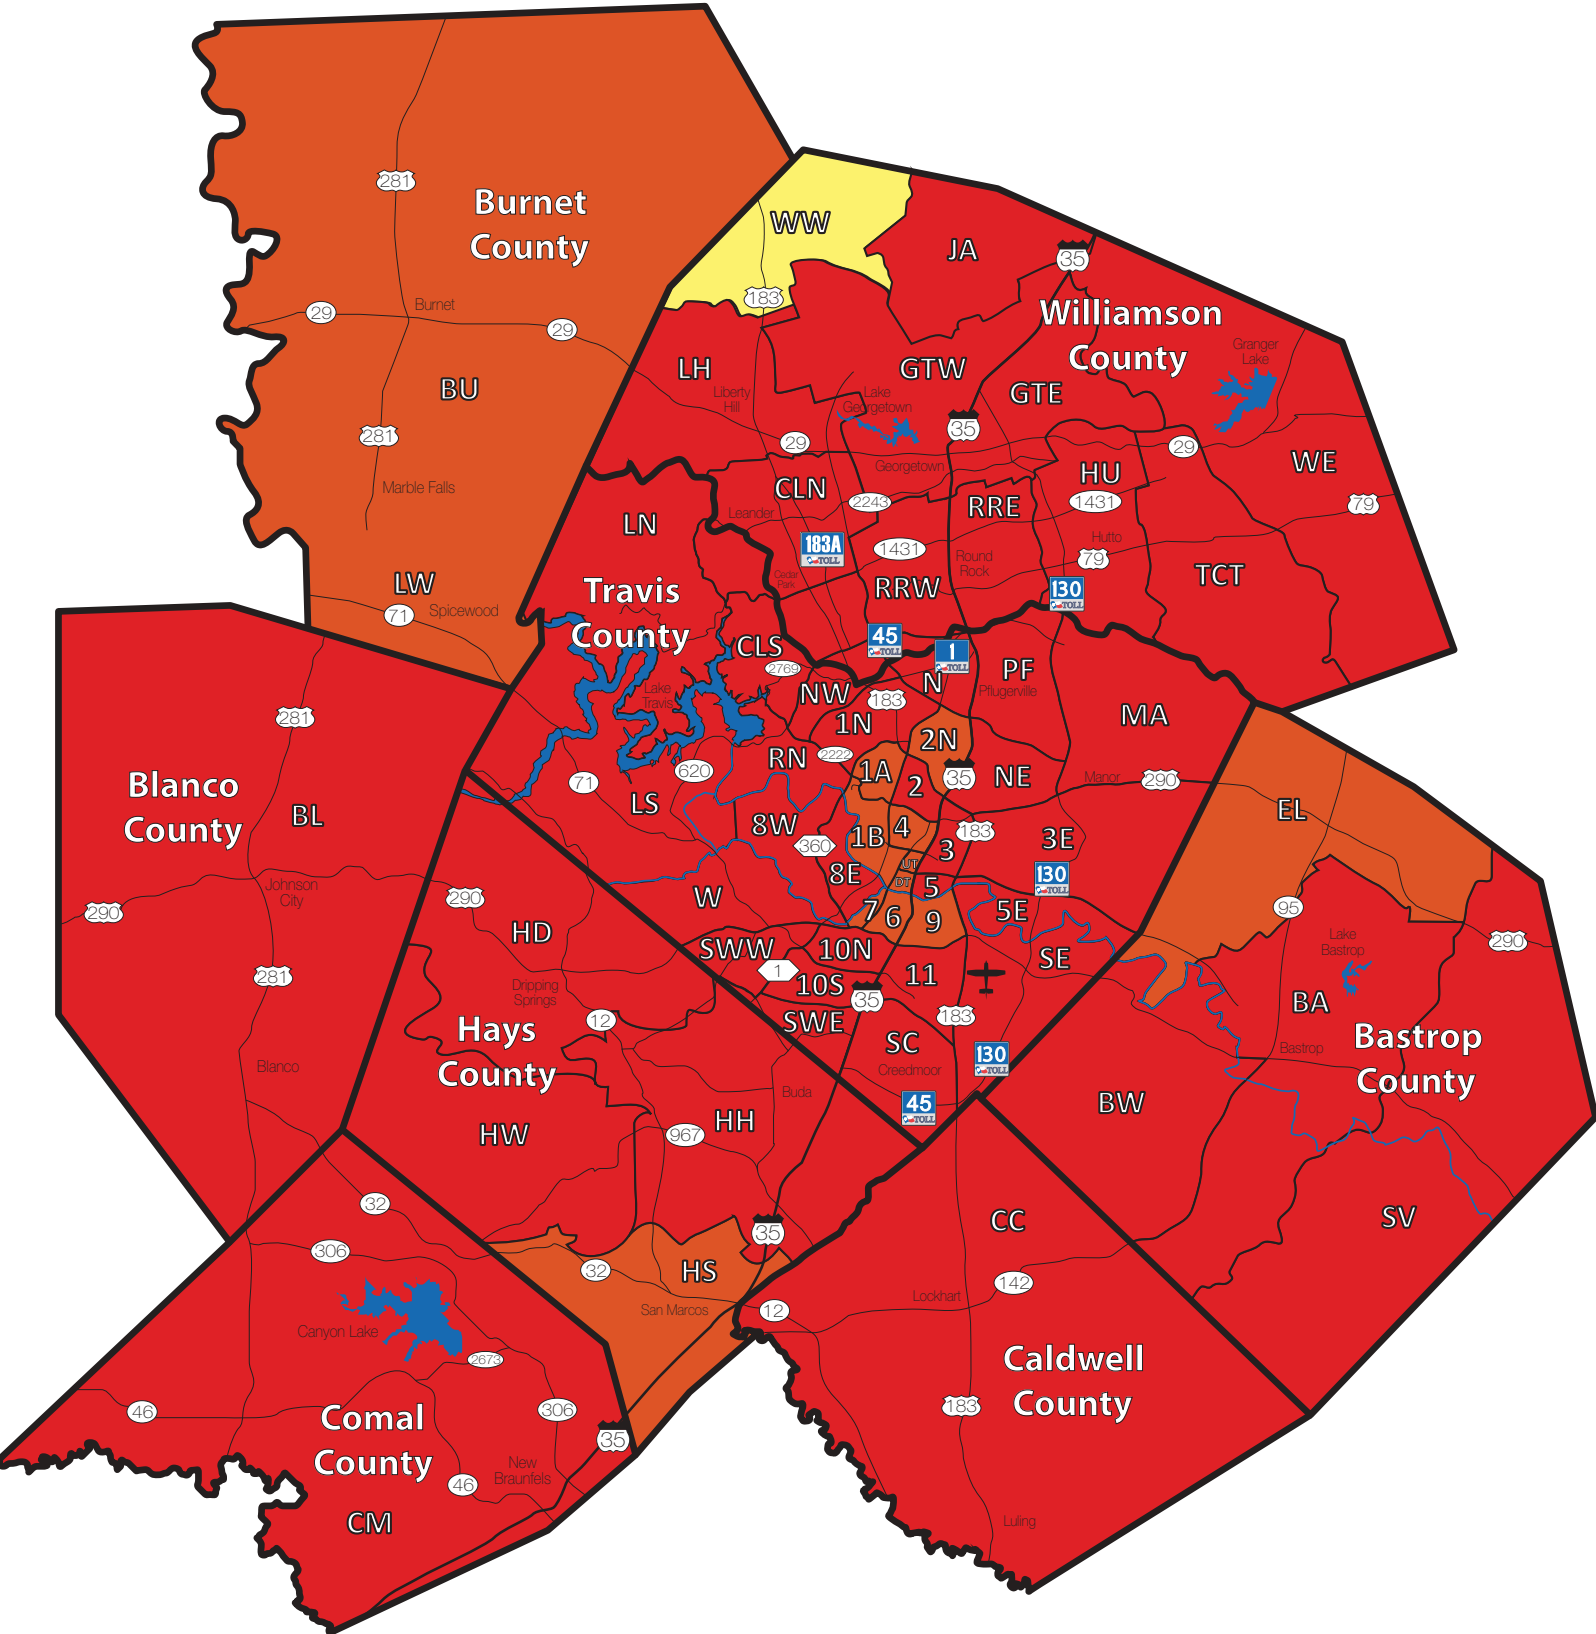 281
Burnet
County
WW
JA
35
183
29
Burnet
29
Williamson
County
Granger
Lake
LH
GTW
BU
Liberty
Hill
Lake
Georgetown
GTE
281
35
29
29
Georgetown
WE
Marble Falls
CLN
HU
2243
RRE
1431
79
Leander
LN
183A
TOLL
1431
Hutto
Round
Rock
79
Cedar
Park
LW
Travis
County
RRW
130
TOLL
TCT
71
Spicewood
45
TOLL
1
TOLL
CLS
2769
PF
Pflugerville
N
NW
183
Lake
Travis
281
1N
MA
2N
RN
2222
1A
620
71
2
35
NE
Manor
290
Blanco
County
BL
LS
8W
1B
4
183
3E
EL
360
3
UT
8E
DT
5
130
TOLL
Johnson
City
290
290
W
7
6
9
5E
95
HD
SWW
10N
SE
Lake
Bastrop
290
281
1
10S
11
Dripping
Springs
35
BA
12
SWE
183
Hays
County
SC
Bastrop
County
Bastrop
130
TOLL
Blanco
Creedmoor
Buda
45
TOLL
BW
HH
HW
967
32
CC
SV
35
306
32
HS
142
Lockhart
San Marcos
12
Canyon Lake
2673
Caldwell
County
46
306
183
Comal
County
35
New
Braunfels
46
CM
Luling